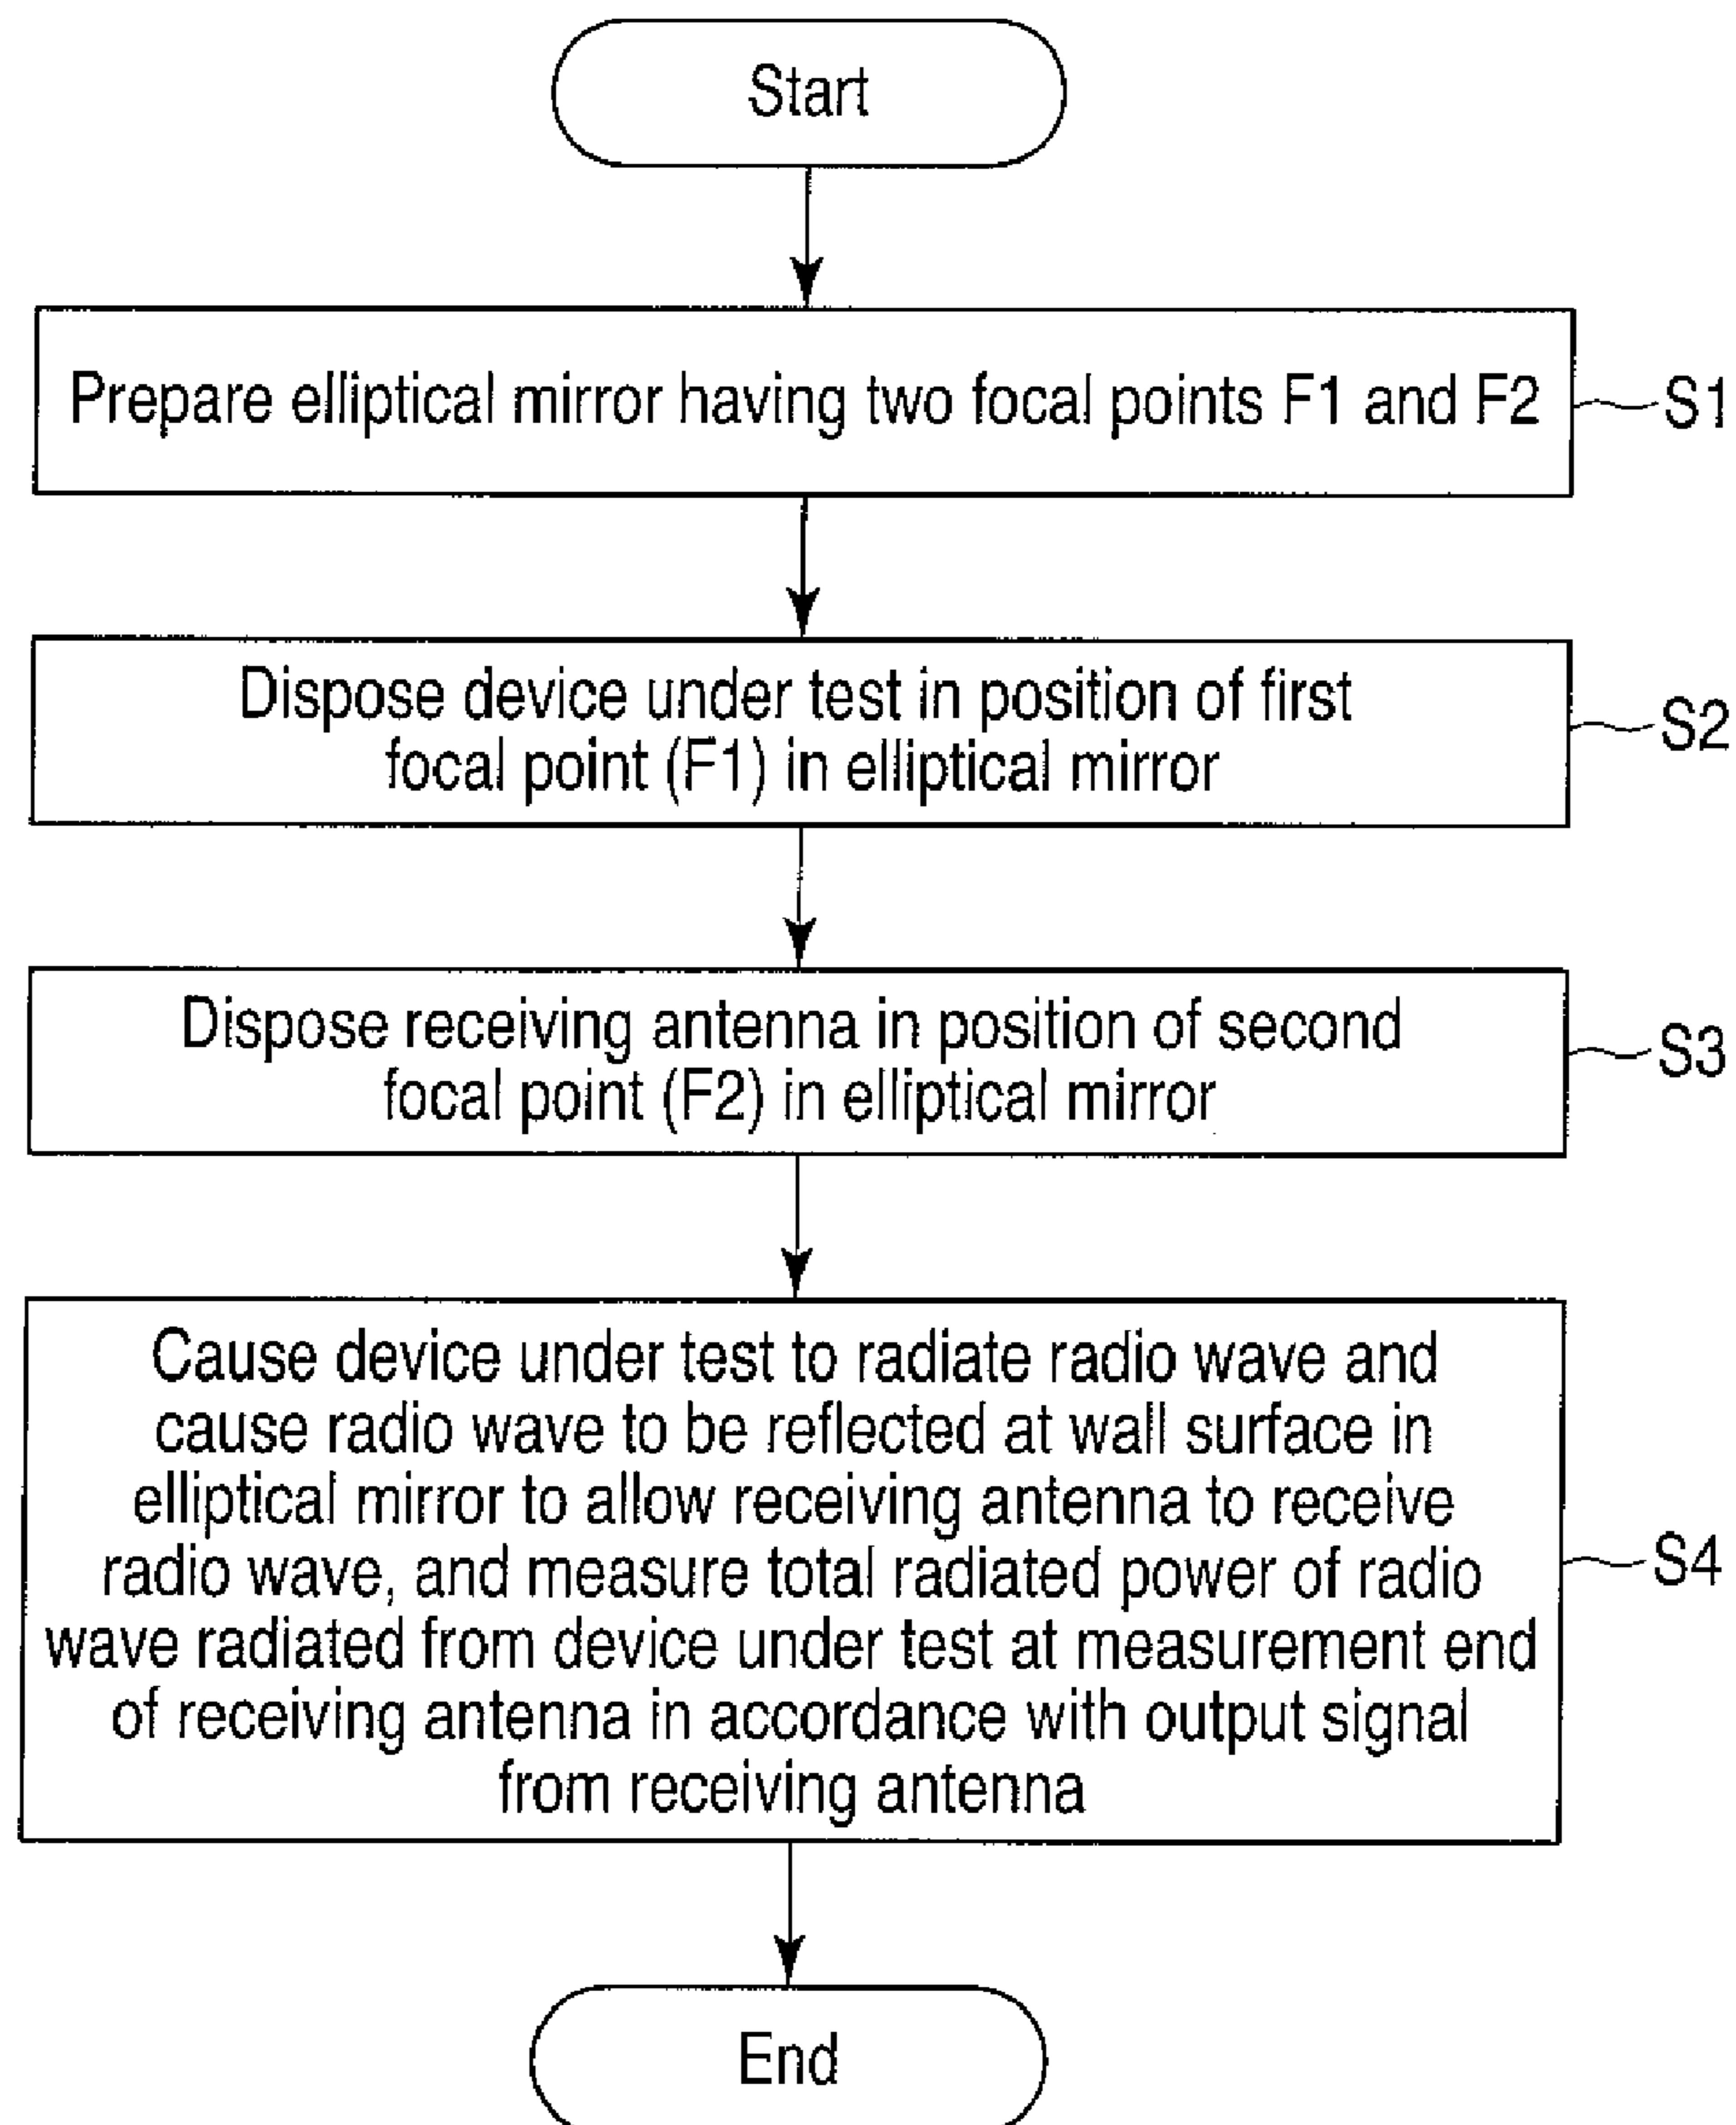 Start
Prepare elliptical mirror having two focal points F1 and F2
S1
Dispose device under test in position of first
focal point (F1) in elliptical mirror
S2
Dispose receiving antenna in position of second
focal point (F2) in elliptical mirror
S3
Cause device under test to radiate radio wave and
cause radio wave to be reflected at wall surface in
elliptical mirror to allow receiving antenna to receive
radio wave, and measure total radiated power of radio
wave radiated from device under test at measurement end
of receiving antenna in accordance with output signal
from receiving antenna
S4
End